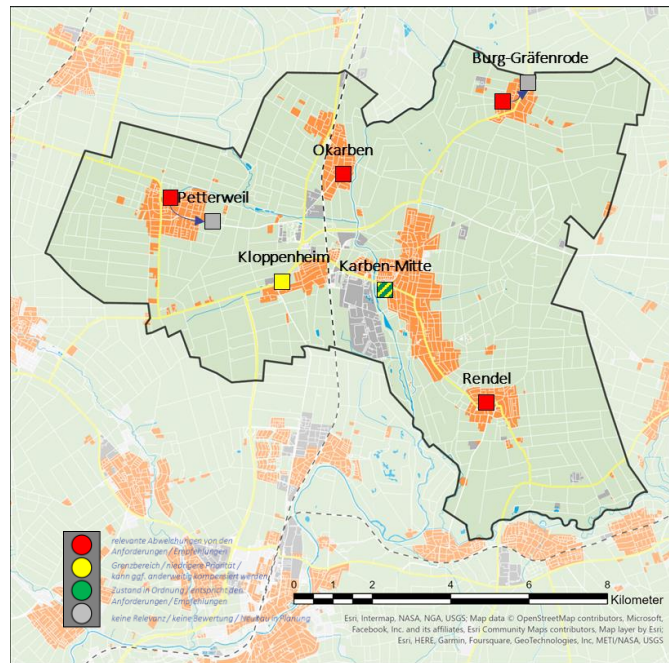 Burg-Gräfenrode
Okarben
Petterweil
Kloppenheim
Karben-Mitte
Rendel
relevante Abweichungen von den
Anforderungen / Empfehlungen
Grenzbereich / niedrigere Priorität /
kann ggf. anderweitig kompensiert werden
Zustand in Ordnung / entspricht den
Anforderungen / Empfehlungen
keine Relevanz / keine Bewertung / Neubau in Planung
0 2 4 6 8
Kilometer
Esri, Intermap, NASA, NGA, USGS; Map data © OpenStreetMap contributors, Microsoft,
Facebook, Inc. and its affiliates, Esri Community Maps contributors, Map layer by Esri;
Esri, HERE, Garmin, Foursquare, GeoTechnologies, Inc, METI/NASA, USGS